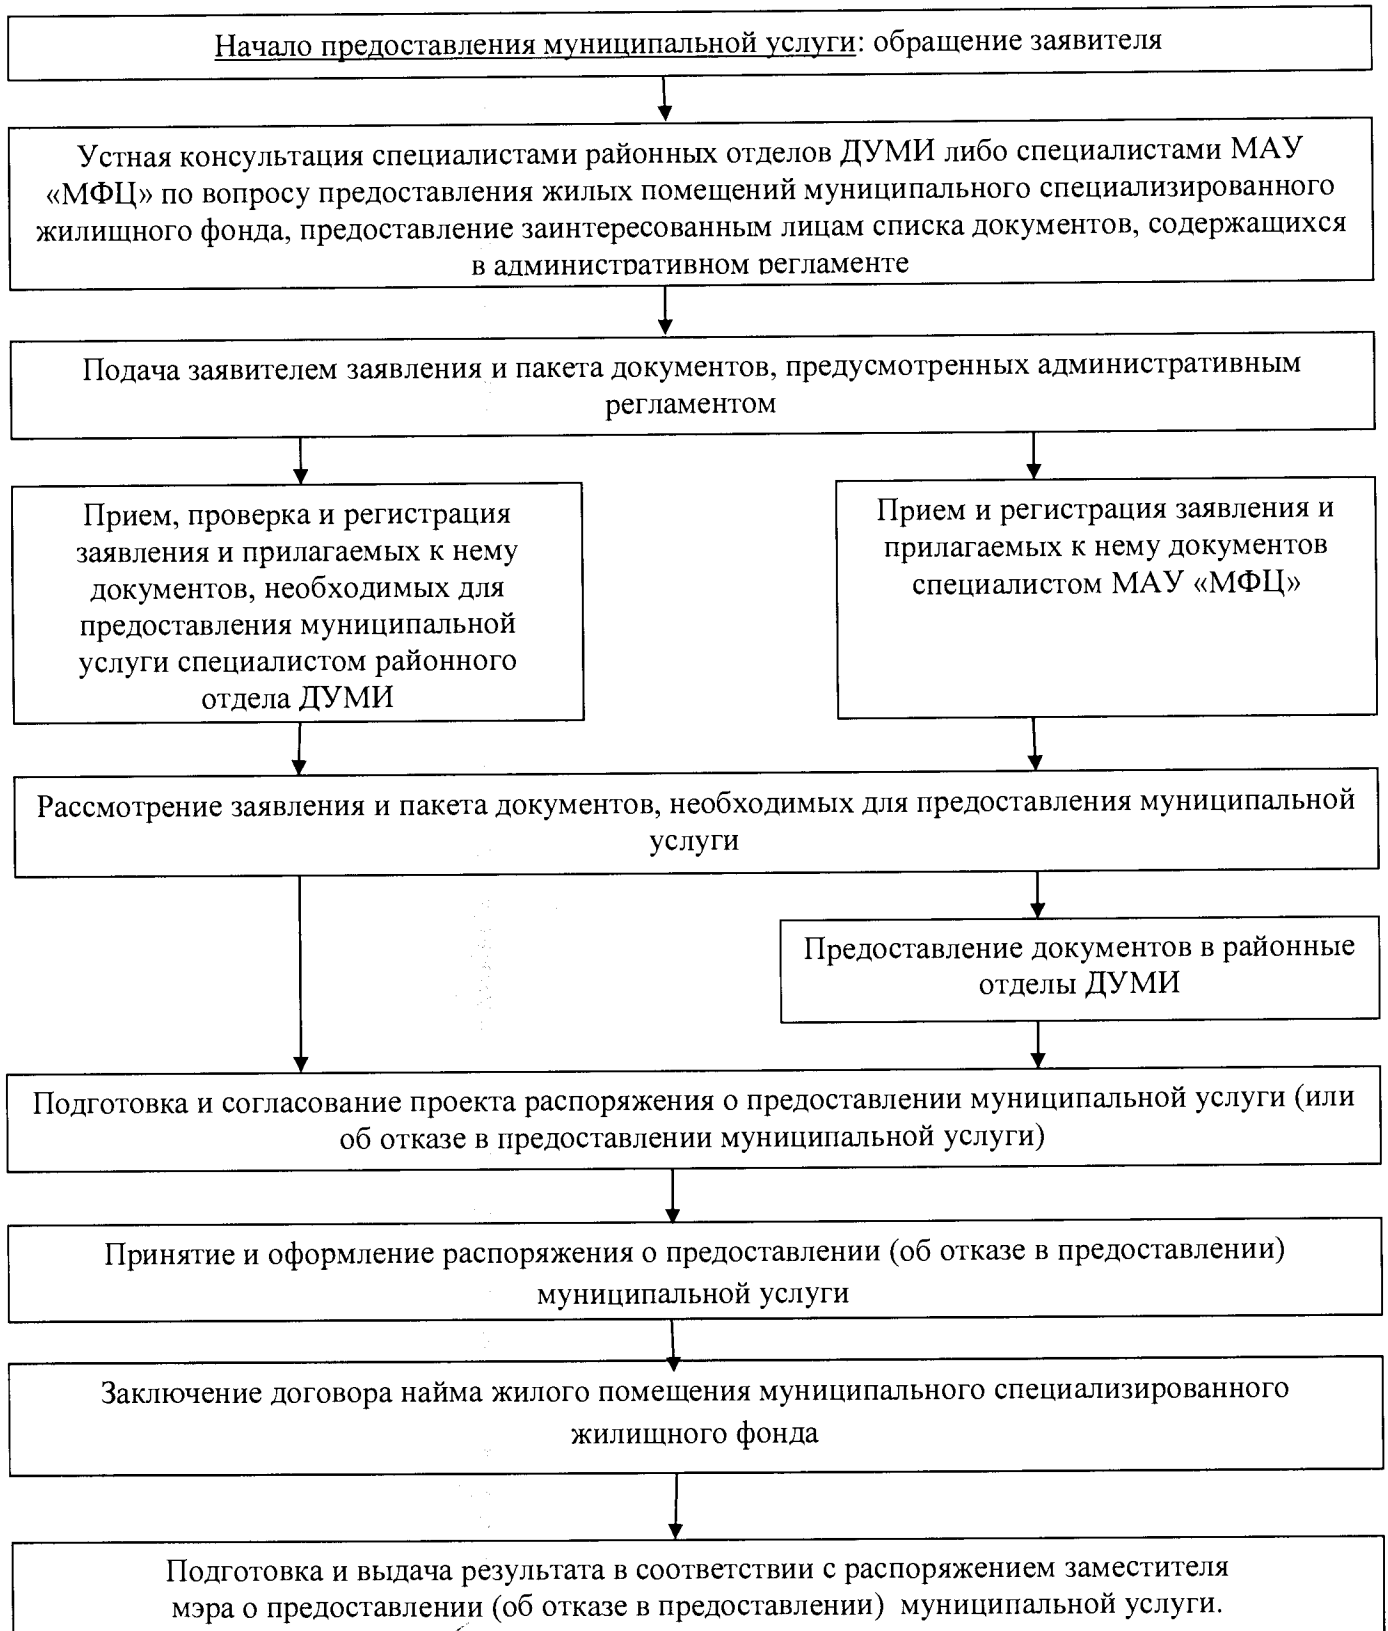 Начало предоставления муниципальной услуги: обращение заявителя
Устная консультация специалистами районных отделов ДУМИ либо специалистами МАУ
«МФЦ» по вопросу предоставления жилых помещений муниципального специализированного
жилищного фонда, предоставление заинтересованным лицам списка документов, содержащихся
в административном регламенте
Подача заявителем заявления и пакета документов, предусмотренных административным
регламентом
Прием, проверка и регистрация
заявления и прилагаемых к нему
документов, необходимых для
предоставления муниципальной
услуги специалистом районного
отдела ДУМИ
Прием и регистрация заявления и
прилагаемых к нему документов
специалистом МАУ «МФЦ»
Рассмотрение заявления и пакета документов, необходимых для предоставления муниципальной
услуги
Предоставление документов в районные
отделы ДУМИ
Подготовка и согласование проекта распоряжения о предоставлении муниципальной услуги (или
об отказе в предоставлении муниципальной услуги)
Принятие и оформление распоряжения о предоставлении (об отказе в предоставлении)
муниципальной услуги
Заключение договора найма жилого помещения муниципального специализированного
жилищного фонда
Подготовка и выдача результата в соответствии с распоряжением заместителя
мэра о предоставлении (об отказе в предоставлении) муниципальной услуги.